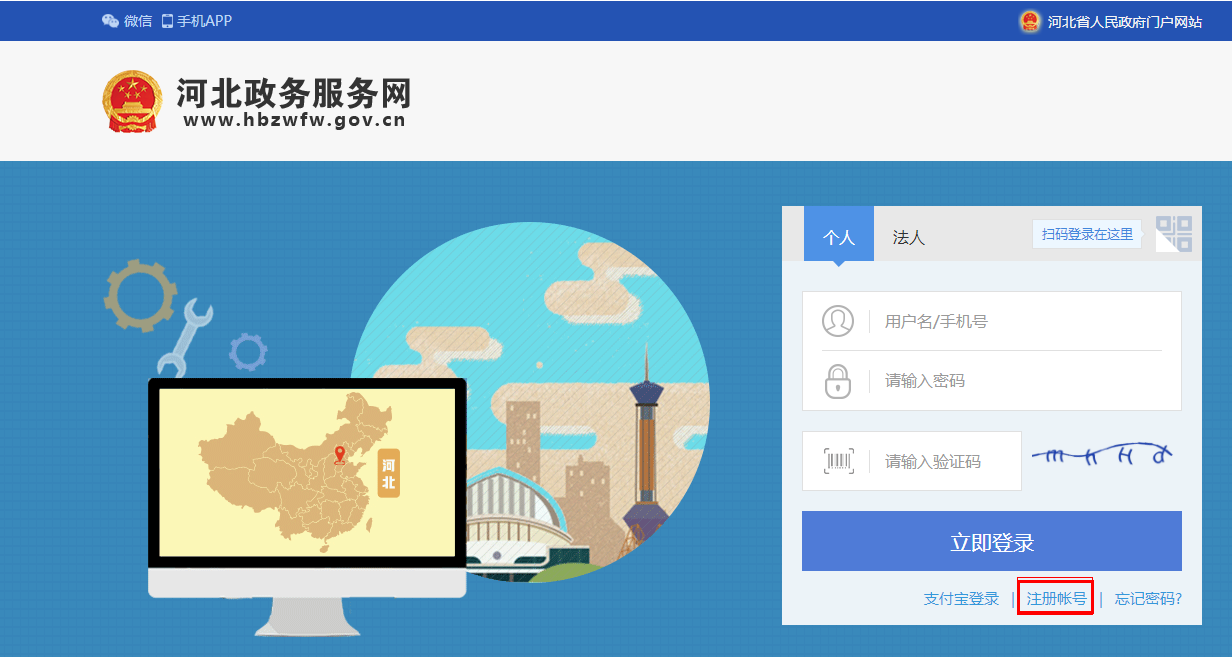 微信 手机APP 河北省人民政府门户网站
河北政务服务网
www.hbzwfw.gov.cn
个人 法人 扫码登录在这里
用户名/手机号
请输入密码
河北
请输入验证码 mnHd
立即登录
支付宝登录 | 注册帐号 | 忘记密码?